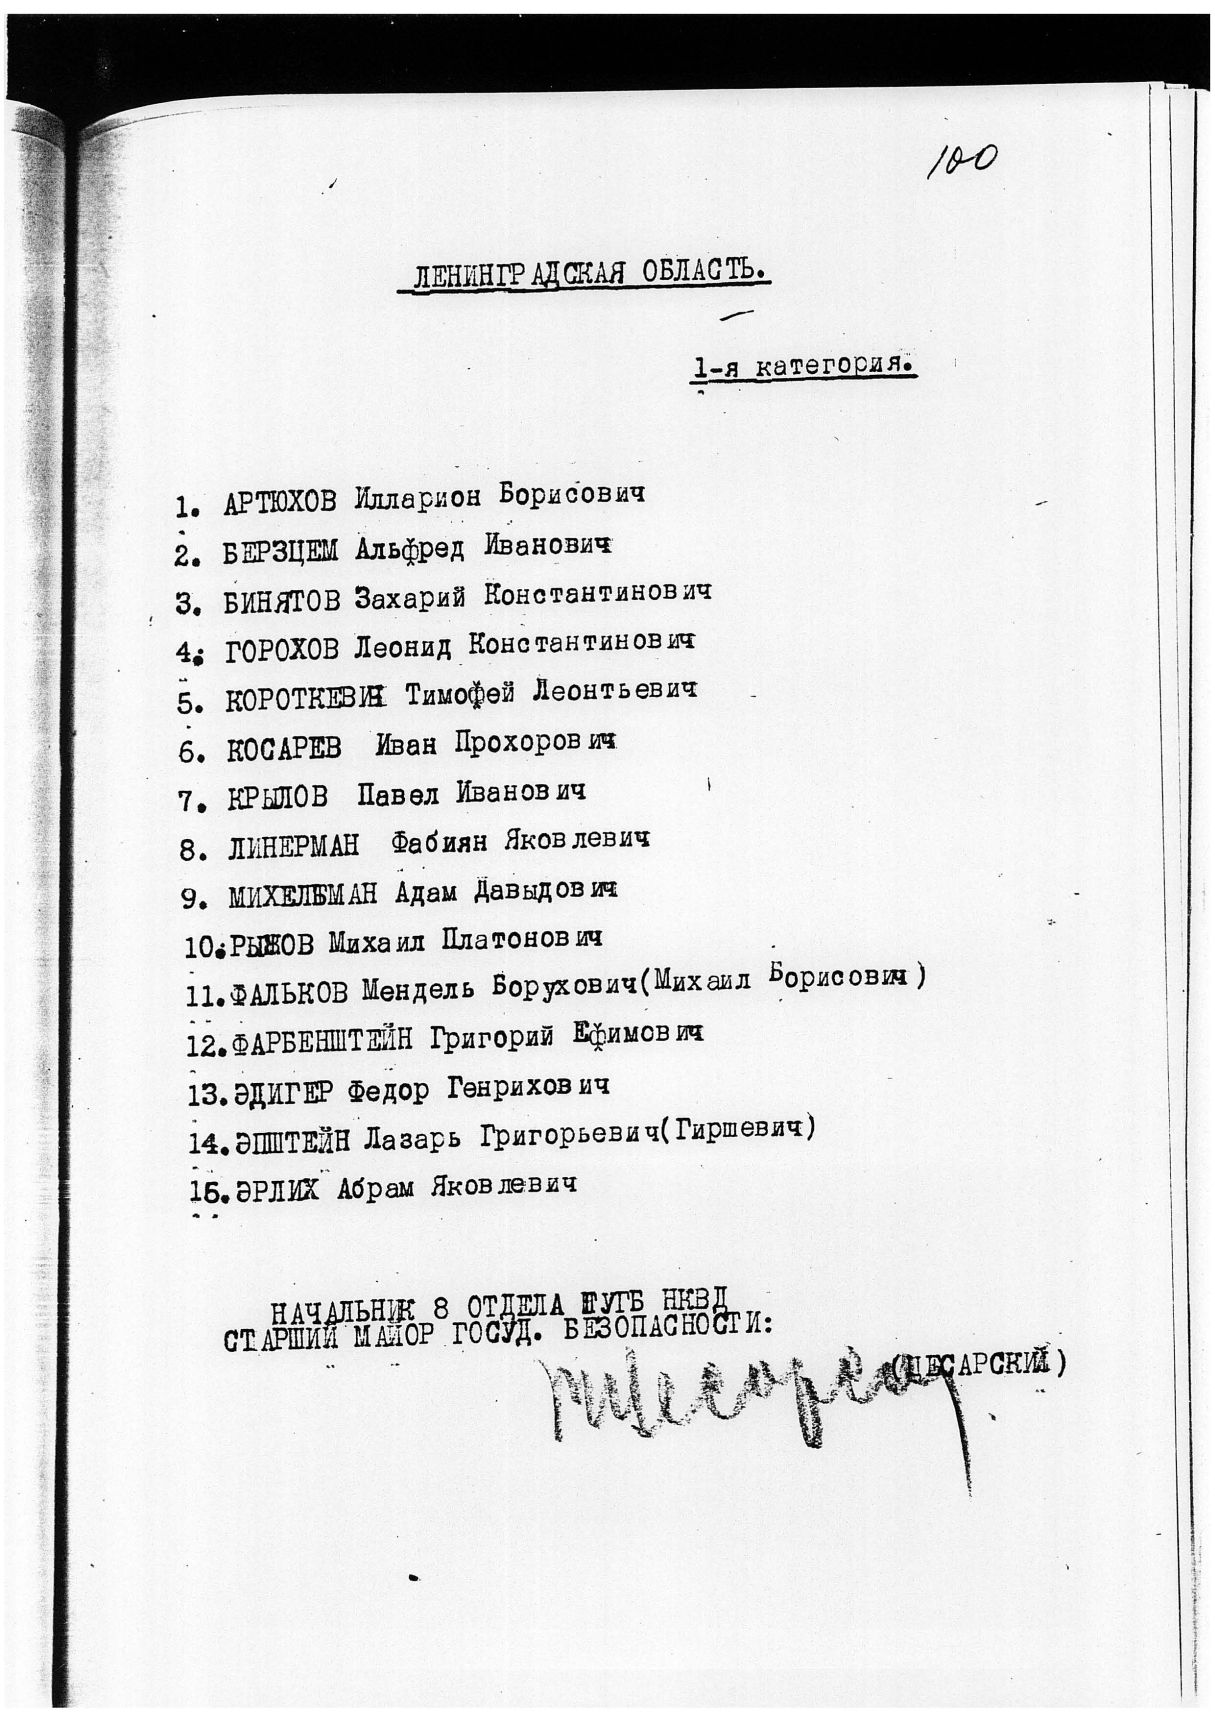 100
ЛЕНИНГРАДСКАЯ ОБЛАСТЬ.
1-я категория.
1. АРТЮХОВ Илларион Борисович
2. БЕРЗЦЕМ Альфред Иванович
3. БИНЯТОВ Захарий Константинович
4. ГОРОХОВ Леонид Константинович
5. КОРОТКЕВИЧ Тимофей Леонтьевич
6. КОСАРЕВ Иван Прохорович
7. КРЫЛОВ Павел Иванович
8. ЛИНЕРМАН Фабиян Яковлевич
9. МИХЕЛЬМАН Адам Давыдович
10. РЫЖОВ Михаил Платонович
11. ФАЛЬКОВ Мендель Борухович(Михаил Борисович)
12. ФАРБЕНШТЕЙН Григорий Ефимович
13. ЭДИГЕР Федор Генрихович
14. ЭПШТЕЙН Лазарь Григорьевич(Гиршевич)
15. ЭРЛИХ Абрам Яковлевич
НАЧАЛЬНИК 8 ОТДЕЛА ГУГБ НКВД
СТАРШИЙ МАЙОР ГОСУД. БЕЗОПАСНОСТИ:
(ЦЕСАРСКИЙ)